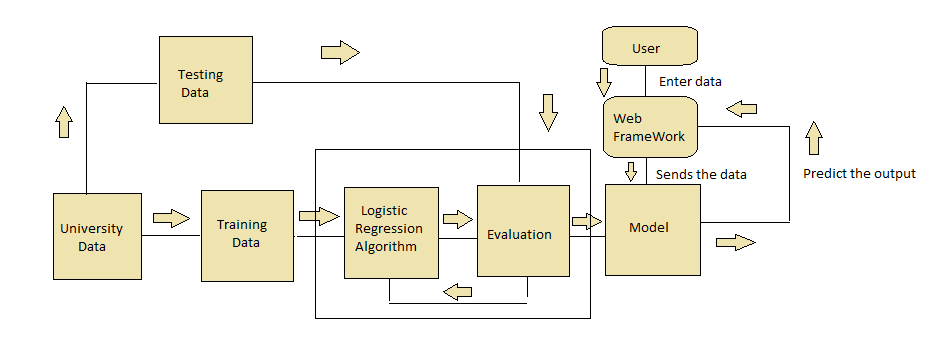 Testing
Data
User
Enter data
Web
FrameWork
Sends the data
Predict the output
University
Data
Training
Data
Logistic
Regression
Algorithm
Evaluation
Model